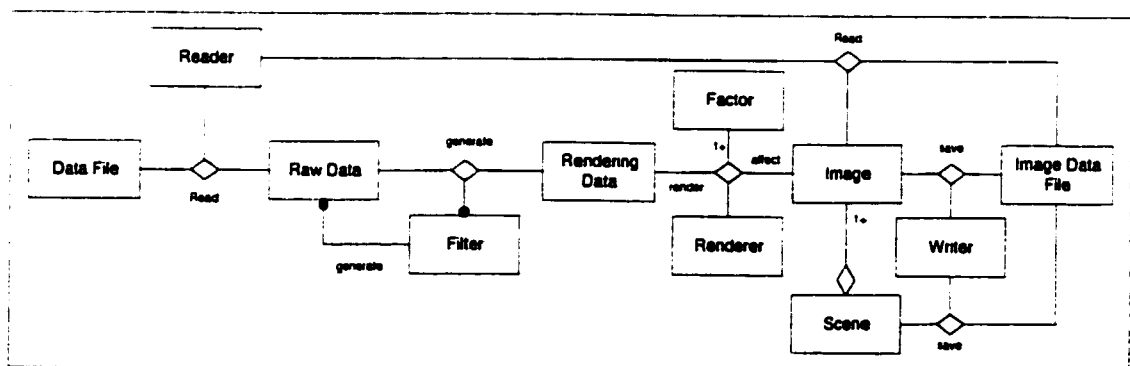 Reader
Read
Factor
1+
generate
save
Data File
Raw Data
Rendering
Data
render
affect
Image
Image Data
File
Read
1+
Filter
generate
Renderer
Writer
Scene
save